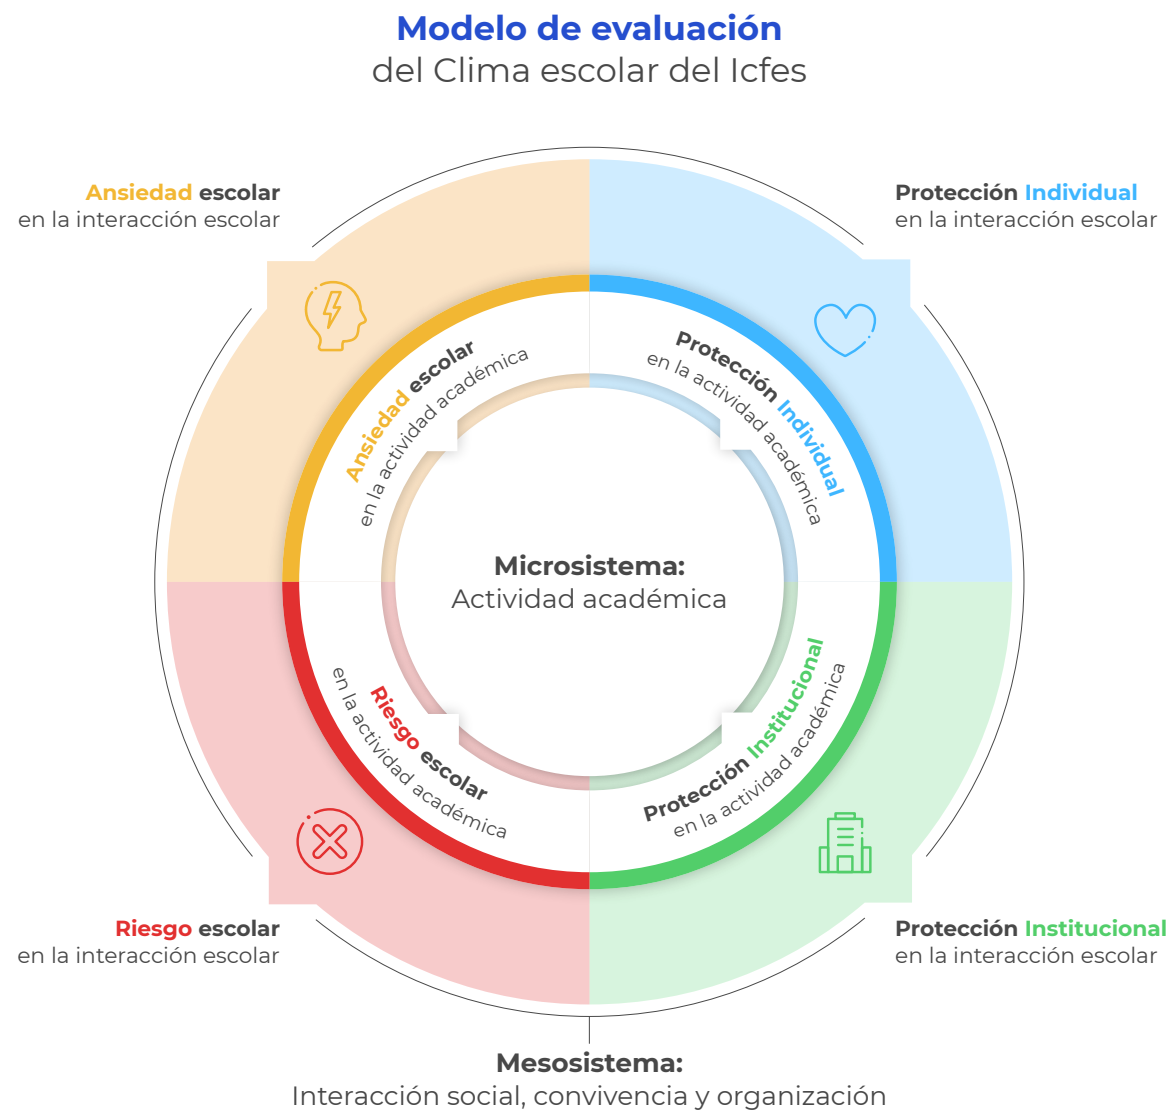 Modelo de evaluación
del Clima escolar del Icfes
Ansiedad escolar
en la interacción escolar
Protección Individual
en la interacción escolar
Ansiedad escolar
en la actividad académica
Protección Individual
en la actividad académica
Microsistema:
Actividad académica
Riesgo escolar
en la actividad académica
Protección Institucional
en la actividad académica
Riesgo escolar
en la interacción escolar
Protección Institucional
en la interacción escolar
Mesosistema:
Interacción social, convivencia y organización